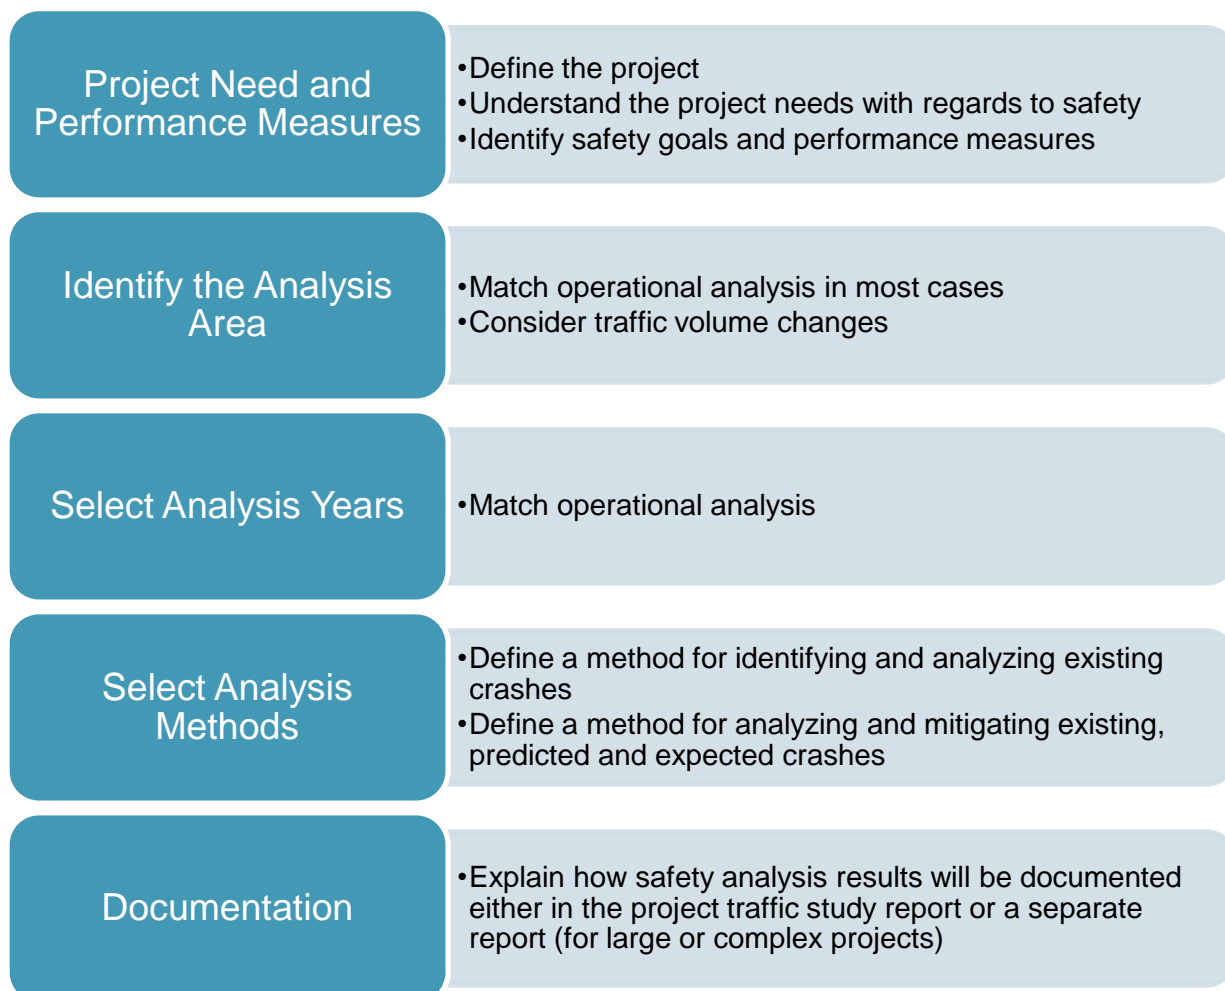 Project Need and
Performance Measures
•Define the project
•Understand the project needs with regards to safety
•Identify safety goals and performance measures
Identify the Analysis
Area
•Match operational analysis in most cases
•Consider traffic volume changes
Select Analysis Years
•Match operational analysis
Select Analysis
Methods
•Define a method for identifying and analyzing existing
crashes
•Define a method for analyzing and mitigating existing,
predicted and expected crashes
Documentation
•Explain how safety analysis results will be documented
either in the project traffic study report or a separate
report (for large or complex projects)